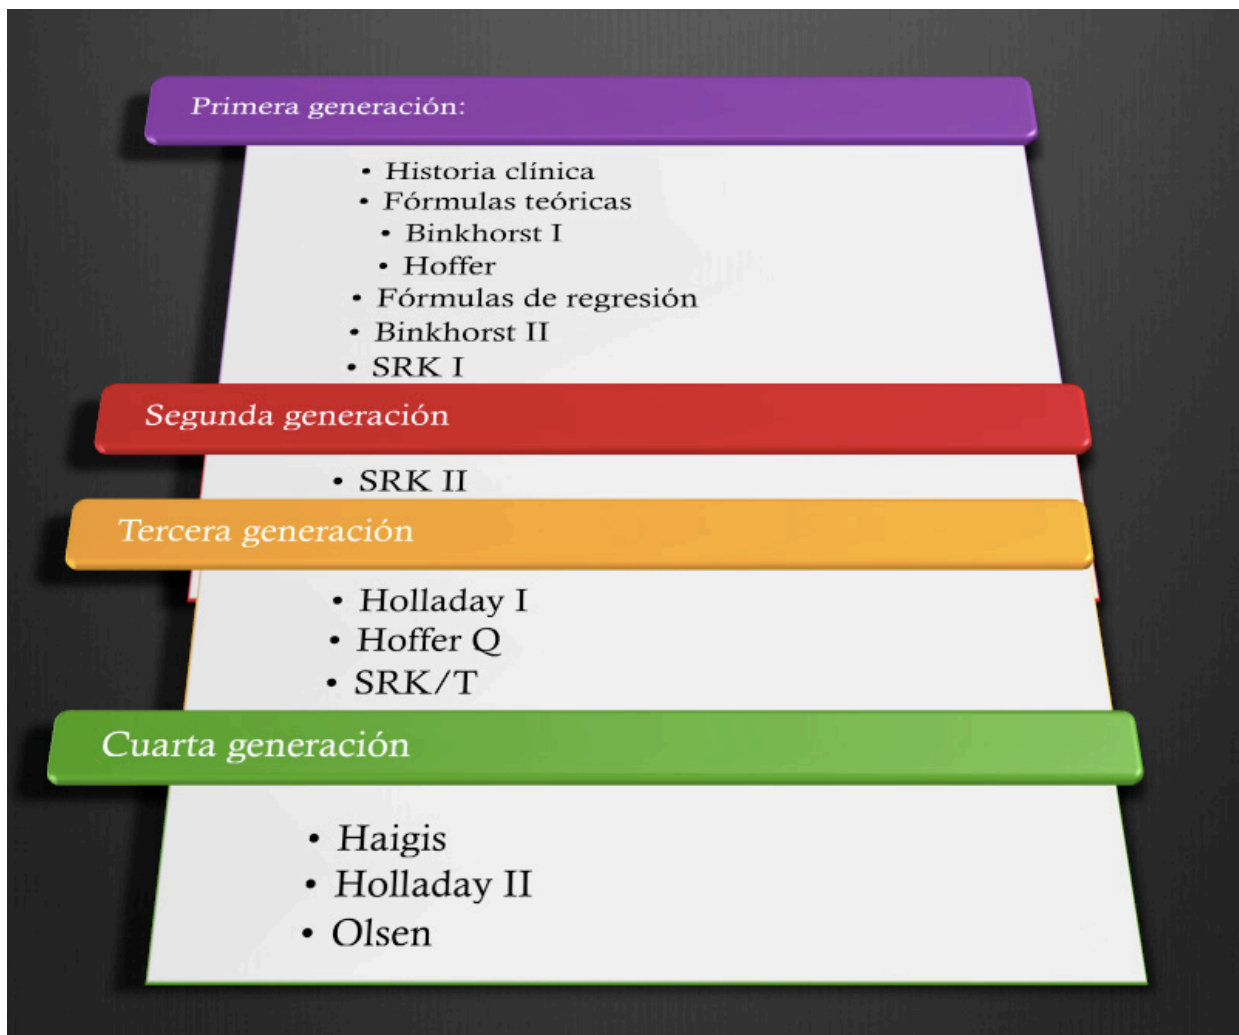 Primera generación:
• Historia clínica
• Fórmulas teóricas
• Binkhorst I
• Hoffer
• Fórmulas de regresión
• Binkhorst II
• SRK I
Segunda generación
• SRK II
Tercera generación
• Holladay I
• Hoffer Q
• SRK/T
Cuarta generación
• Haigis
• Holladay II
• Olsen